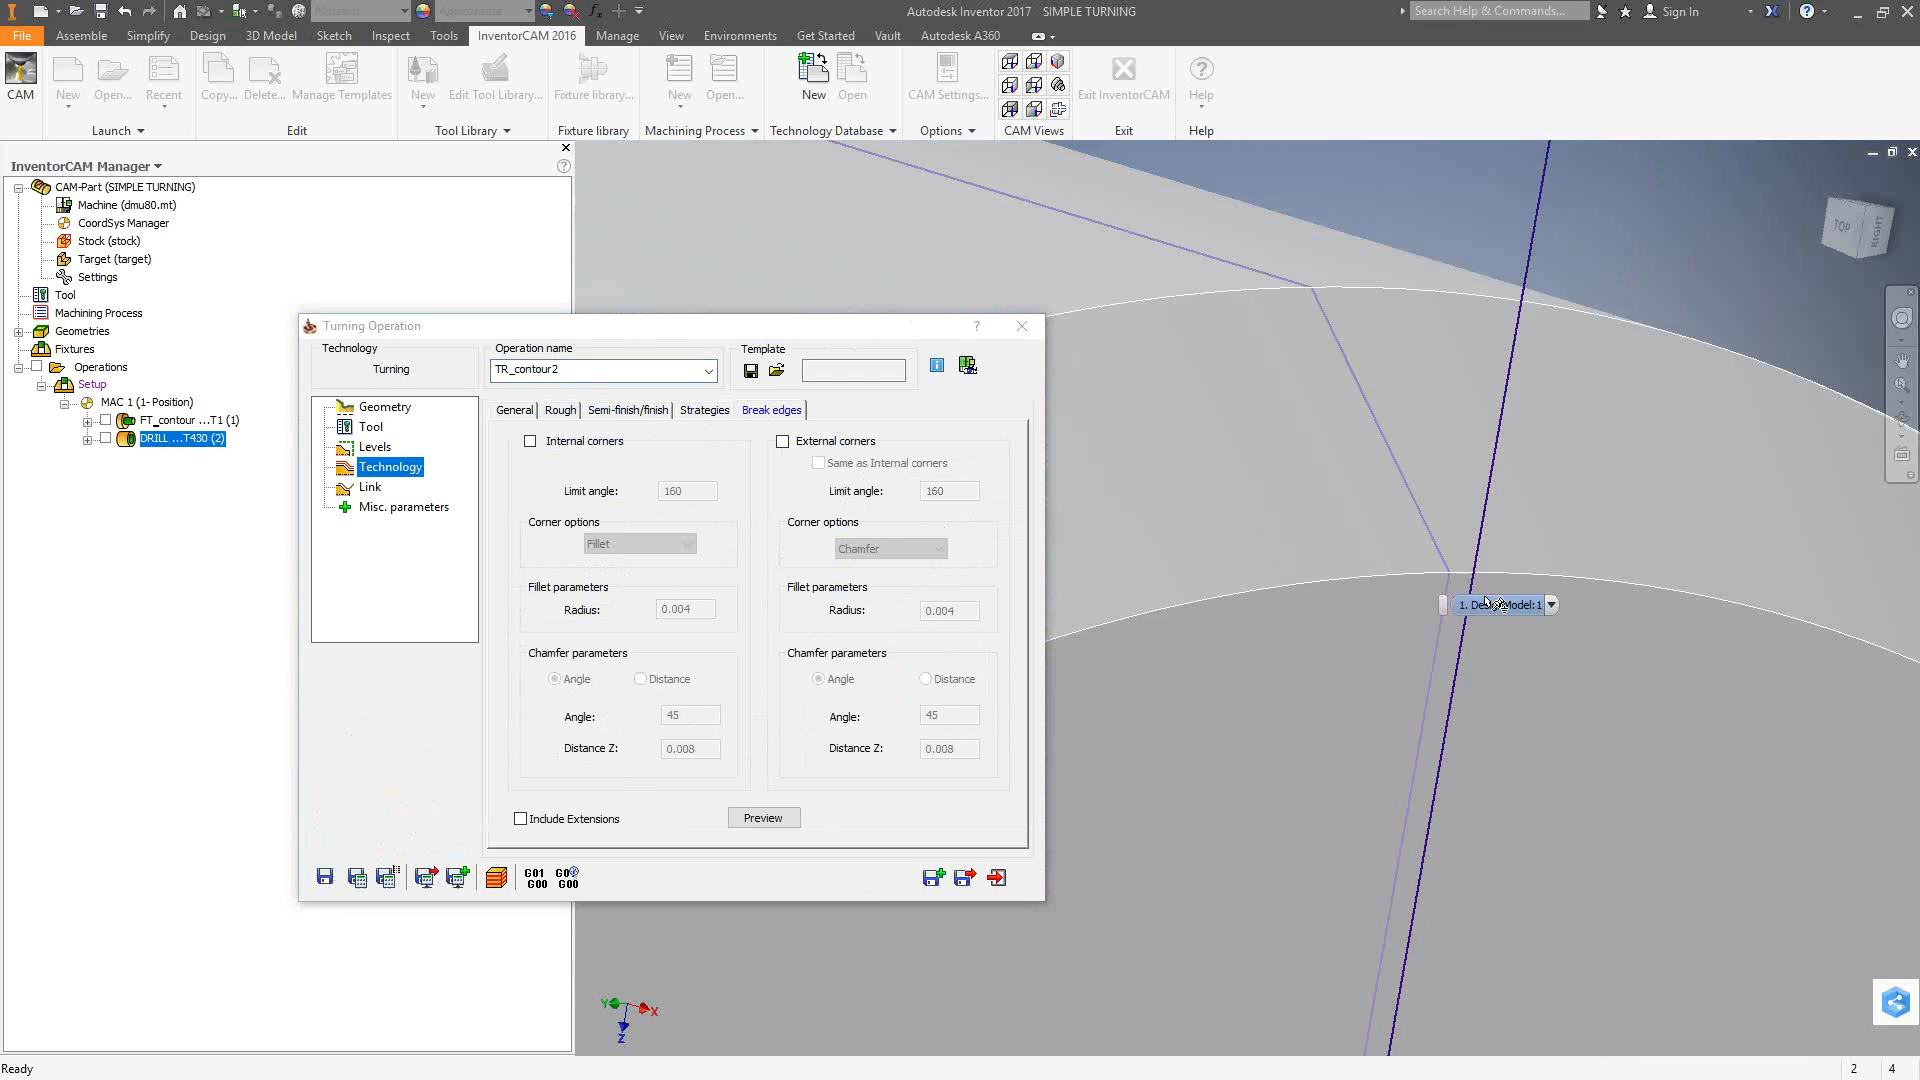 Material
Appearance
Autodesk Inventor 2017 SIMPLE TURNING
Search Help & Commands...
Sign In
File Assemble Simplify Design 3D Model Sketch Inspect Tools InventorCAM 2016 Manage View Environments Get Started Vault Autodesk A360
CAM New Open... Recent Copy... Delete... Manage Templates New Edit Tool Library... Fixture library... New Open... New Open CAM Settings... Exit InventorCAM Help
Launch Edit Tool Library Fixture library Machining Process Technology Database Options CAM Views Exit Help
InventorCAM Manager
CAM-Part (SIMPLE TURNING)
Machine (dmu80.mt)
CoordSys Manager
Stock (stock)
Target (target)
Settings
Tool
Machining Process
Geometries
Fixtures
Operations
Setup
MAC 1 (1- Position)
FT_contour ...T1 (1)
DRILL ...T430 (2)
Turning Operation
Technology
Turning
Operation name
TR_contour2
Template
Geometry
Tool
Levels
Technology
Link
Misc. parameters
General Rough Semi-finish/finish Strategies Break edges
Internal corners
External corners
Same as Internal corners
Limit angle: 160
Limit angle: 160
Corner options
Fillet
Corner options
Chamfer
Fillet parameters
Radius: 0.004
Fillet parameters
Radius: 0.004
Chamfer parameters
Angle Distance
Angle: 45
Distance Z: 0.008
Chamfer parameters
Angle Distance
Angle: 45
Distance Z: 0.008
Include Extensions
Preview
G01
G00
G00
TOP
RIGHT
Y
X
Z
Ready
2 4